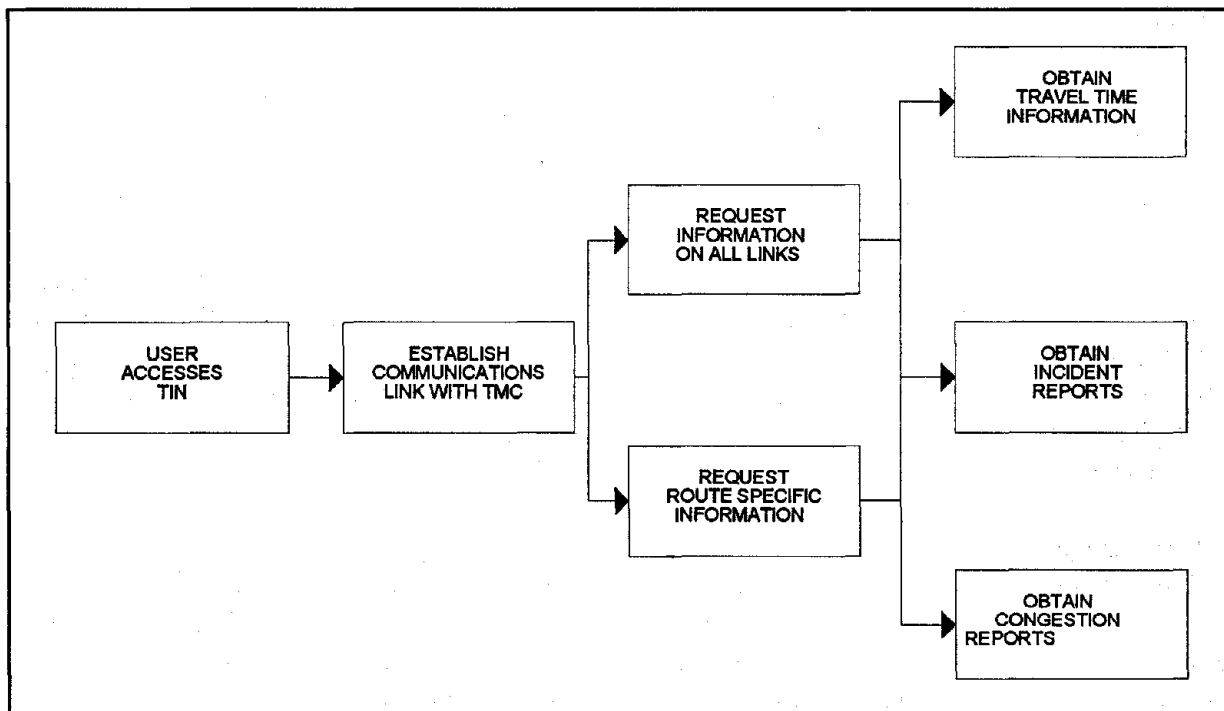 USER
ACCESSES
TIN
ESTABLISH
COMMUNICATIONS
LINK WITH TMC
REQUEST
INFORMATION
ON ALL LINKS
REQUEST
ROUTE SPECIFIC
INFORMATION
OBTAIN
TRAVEL TIME
INFORMATION
OBTAIN
INCIDENT
REPORTS
OBTAIN
CONGESTION
REPORTS